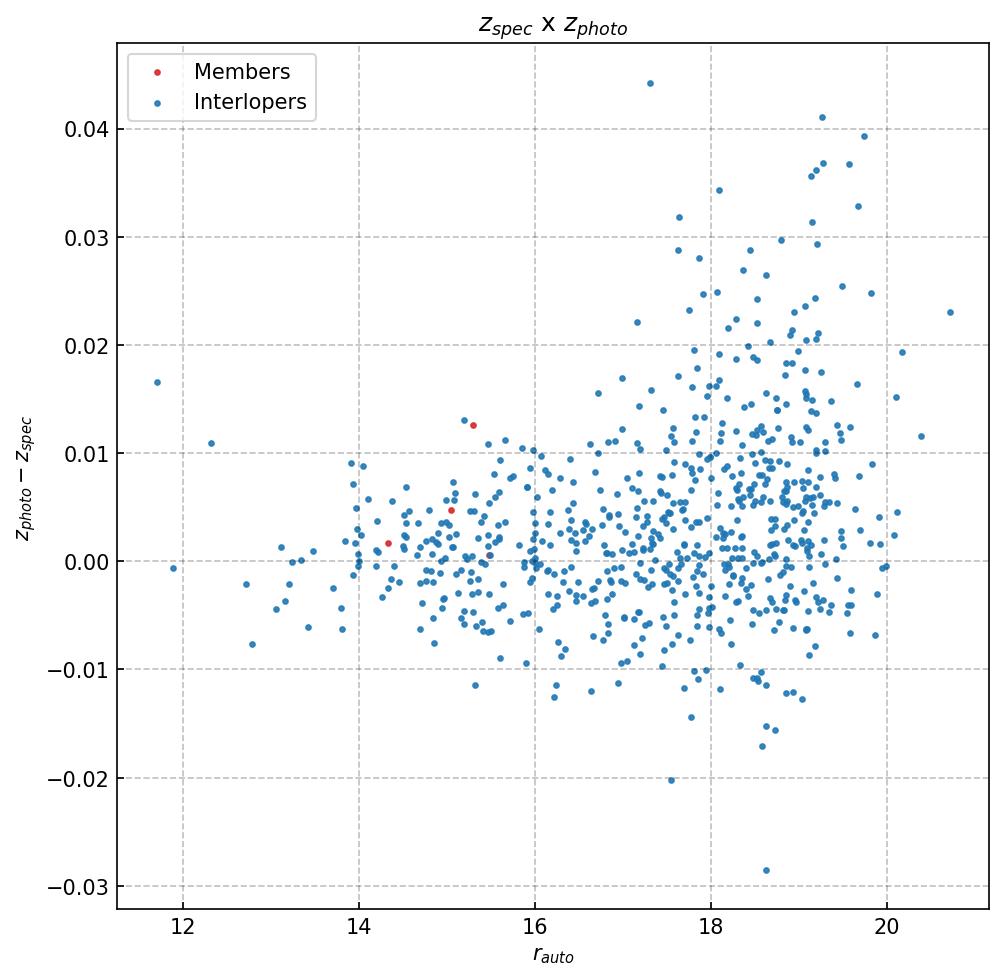 z_spec x z_photo
Members
Interlopers
0.04
0.03
0.02
0.01
0.00
−0.01
−0.02
−0.03
z_photo − z_spec
12
14
16
18
20
r_auto